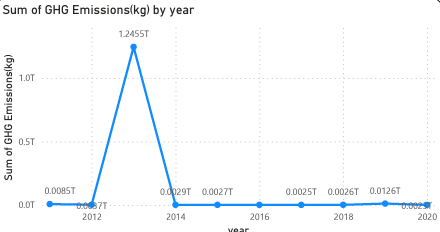 Sum of GHG Emissions(kg) by year
Sum of GHG Emissions(kg)
1.0T
0.5T
0.0T
0.0085T
0.0037T
1.2455T
0.0029T
0.0027T
0.0025T
0.0026T
0.0126T
2012
2014
2016
2018
2020
year